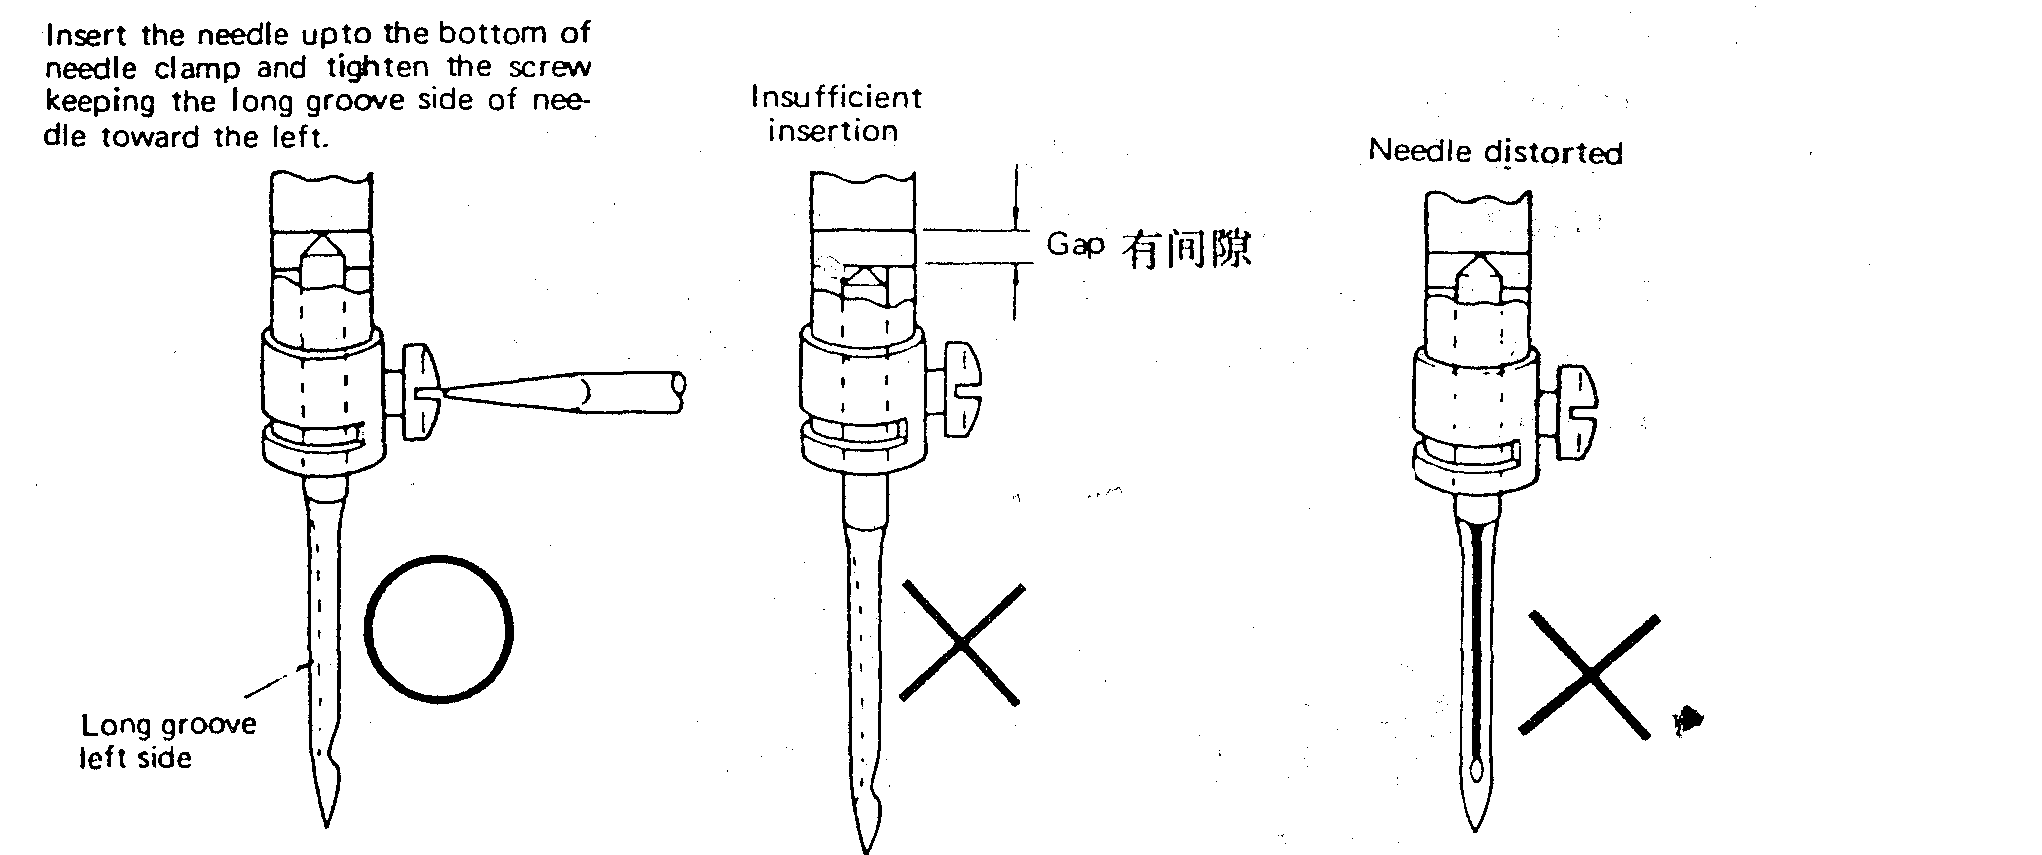 Insert the needle upto the bottom of
needle clamp and tighten the screw
keeping the long groove side of nee-
dle toward the left.
Insufficient
insertion
Needle distorted
Gap 有间隙
Long groove
left side